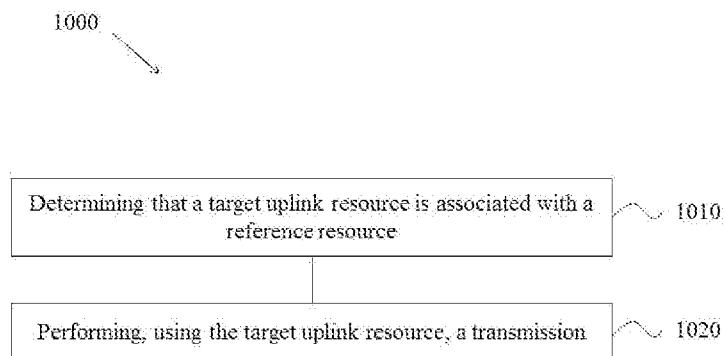 1000
Determining that a target uplink resource is associated with a
reference resource
1010
Performing, using the target uplink resource, a transmission
1020